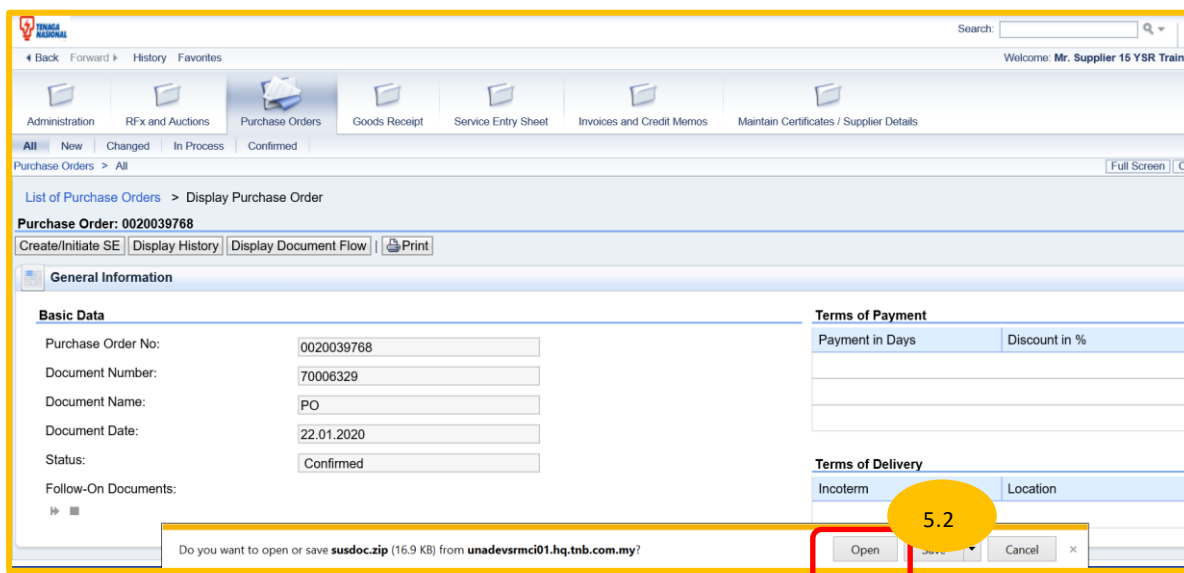 TENAGA
NASIONAL
Search:
Back Forward History Favorites
Welcome: Mr. Supplier 15 YSR Train
Administration RFx and Auctions Purchase Orders Goods Receipt Service Entry Sheet Invoices and Credit Memos Maintain Certificates / Supplier Details
All New Changed In Process Confirmed
Purchase Orders > All
Full Screen
List of Purchase Orders > Display Purchase Order
Purchase Order: 0020039768
Create/Initiate SE Display History Display Document Flow | Print
General Information
Basic Data
Purchase Order No: 0020039768
Document Number: 70006329
Document Name: PO
Document Date: 22.01.2020
Status: Confirmed
Follow-On Documents:
Terms of Payment
Payment in Days Discount in %
Terms of Delivery
Incoterm Location
5.2
Do you want to open or save susdoc.zip (16.9 KB) from unadevsrmci01.hq.tnb.com.my?
Open Cancel ×